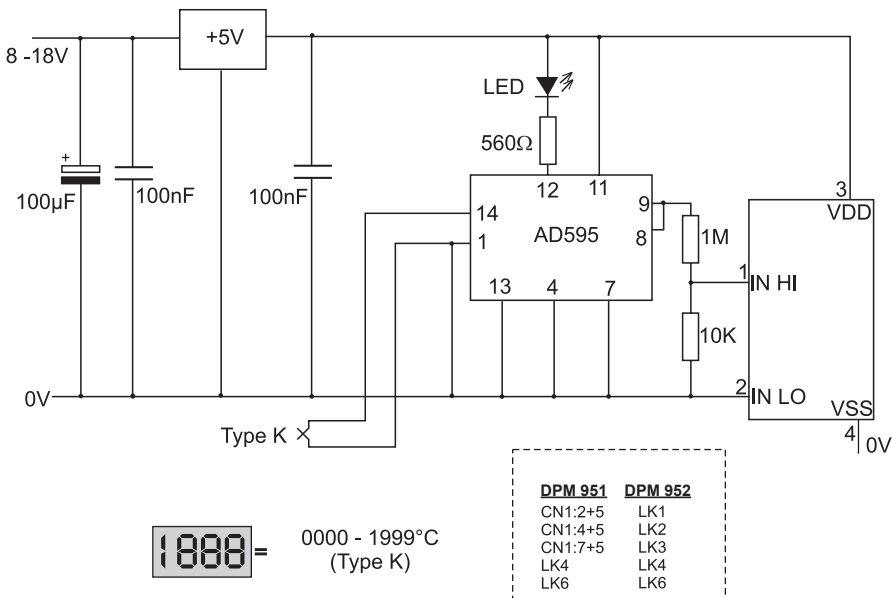 +5V
8 -18V
LED
560Ω
+
100µF
100nF
100nF
12
11
3
VDD
14
9
1
AD595
8
1M
1
IN HI
13
4
7
10K
0V
2
IN LO
VSS
4
0V
Type K
DPM 951 DPM 952
CN1:2+5 LK1
CN1:4+5 LK2
CN1:7+5 LK3
LK4 LK4
LK6 LK6
1888 = 0000 - 1999°C
(Type K)